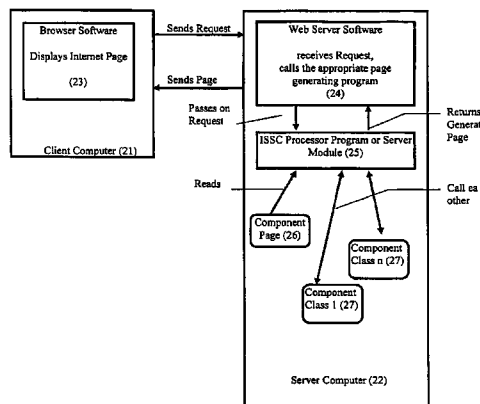 Browser Software
Displays Internet Page
(23)
Client Computer (21)
Sends Request
Sends Page
Web Server Software
receives Request,
calls the appropriate page
generating program
(24)
Passes on
Request
Returns
Generat
Page
ISSC Processor Program or Server
Module (25)
Reads
Call ea
other
Component
Page (26)
Component
Class n (27)
Component
Class 1 (27)
Server Computer (22)